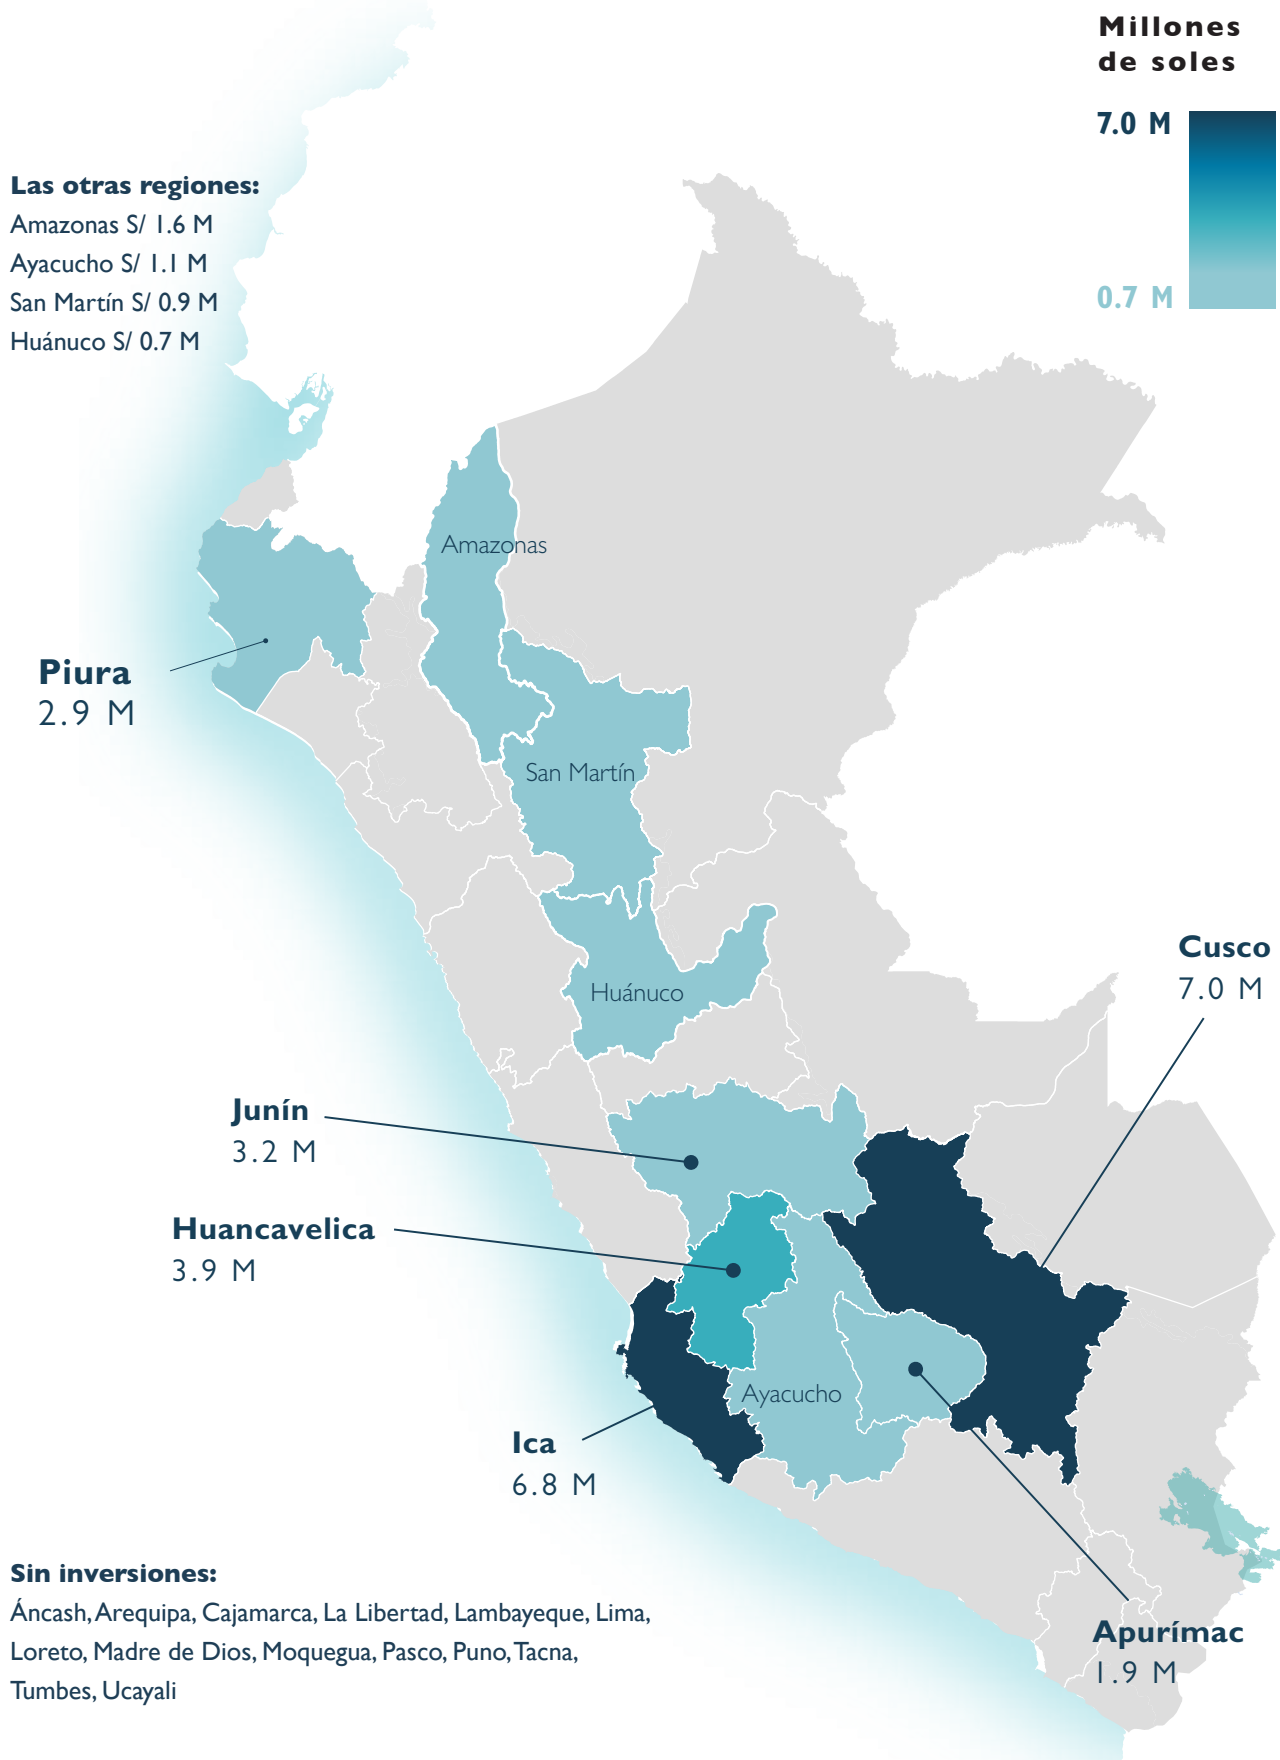 Millones
de soles
7.0 M
0.7 M
Las otras regiones:
Amazonas S/ 1.6 M
Ayacucho S/ 1.1 M
San Martín S/ 0.9 M
Huánuco S/ 0.7 M
Amazonas
Piura
2.9 M
San Martín
Cusco
7.0 M
Huánuco
Junín
3.2 M
Huancavelica
3.9 M
Ayacucho
Ica
6.8 M
Sin inversiones:
Áncash, Arequipa, Cajamarca, La Libertad, Lambayeque, Lima,
Loreto, Madre de Dios, Moquegua, Pasco, Puno, Tacna,
Tumbes, Ucayali
Apurímac
1.9 M